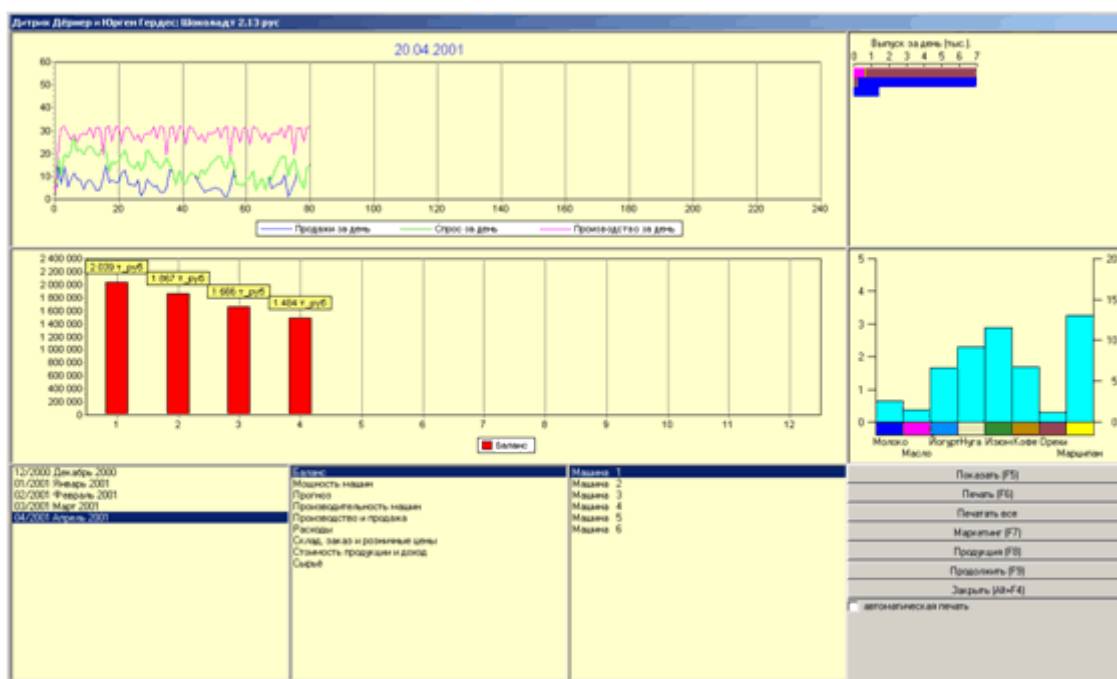 Дитрих Дёрнер и Юрген Гердес: Шоколадт 2.13 рус
20.04.2001
60
50
40
30
20
10
0
0 20 40 60 80 100 120 140 160 180 200 220 240
Продажи за день Спрос за день Производство за день
Выпуск за день (тыс.).
0 1 2 3 4 5 6 7
2 400 000
2 200 000
2 000 000
1 800 000
1 600 000
1 400 000
1 200 000
1 000 000
800 000
600 000
400 000
200 000
0
2 039 т_руб
1 867 т_руб
1 666 т_руб
1 484 т_руб
1 2 3 4 5 6 7 8 9 10 11 12
Баланс
5
4
3
2
1
0
20
15
10
5
0
Молоко Йогурт Нуга Изюм Кофе Орехи
Масло Марципан
12/2000 Декабрь 2000
01/2001 Январь 2001
02/2001 Февраль 2001
03/2001 Март 2001
04/2001 Апрель 2001
Баланс
Мощность машин
Прогноз
Производительность машин
Производство и продажа
Расходы
Склад, заказ и розничные цены
Стоимость продукции и доход
Сырьё
Машина 1
Машина 2
Машина 3
Машина 4
Машина 5
Машина 6
Показать (F5)
Печать (F6)
Печатать все
Маркетинг (F7)
Продукция (F8)
Продолжить (F9)
Закрыть (Alt+F4)
автоматическая печать